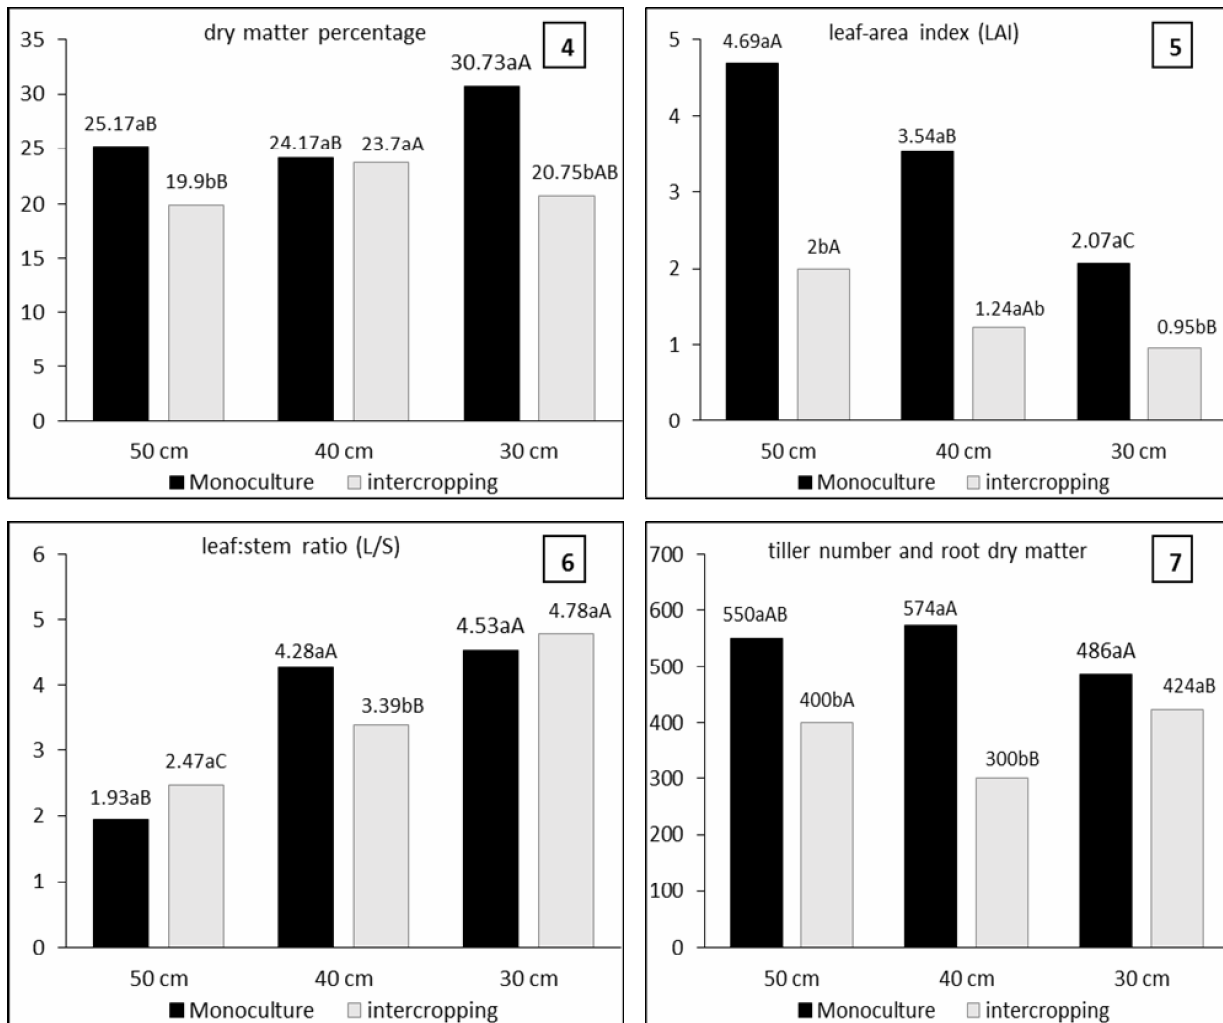 dry matter percentage
4
35
30
25
20
15
10
5
0
25.17aB
19.9bB
24.17aB
23.7aA
30.73aA
20.75bAB
50 cm
40 cm
30 cm
Monoculture
intercropping
leaf-area index (LAI)
5
5
4
3
2
1
0
4.69aA
2bA
3.54aB
1.24aAb
2.07aC
0.95bB
50 cm
40 cm
30 cm
Monoculture
intercropping
leaf:stem ratio (L/S)
6
6
5
4
3
2
1
0
1.93aB
2.47aC
4.28aA
3.39bB
4.53aA
4.78aA
50 cm
40 cm
30 cm
Monoculture
intercropping
tiller number and root dry matter
7
700
600
500
400
300
200
100
0
550aAB
400bA
574aA
300bB
486aA
424aB
50 cm
40 cm
30 cm
Monoculture
intercropping